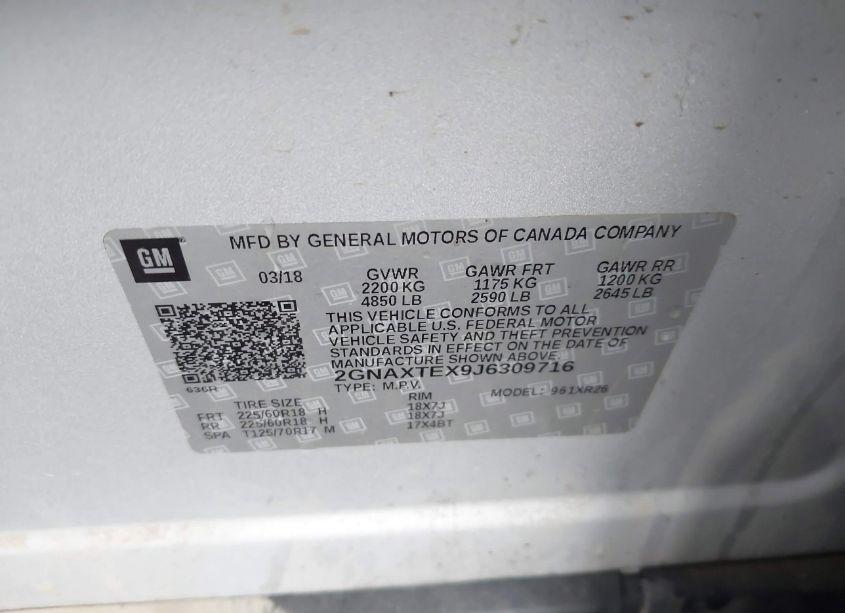 GM
MFD BY GENERAL MOTORS OF CANADA COMPANY
03/18 GVWR GAWR FRT GAWR RR
2200 KG 1175 KG 1200 KG
4850 LB 2590 LB 2645 LB
THIS VEHICLE CONFORMS TO ALL
APPLICABLE U.S. FEDERAL MOTOR
VEHICLE SAFETY AND THEFT PREVENTION
STANDARDS IN EFFECT ON THE DATE OF
MANUFACTURE SHOWN ABOVE.
2GNAXTEX9J6309716
636R
TYPE: M.P.V. MODEL: 961XR26
TIRE SIZE RIM
FRT 225/60R18 H 18X7J
RR 225/60R18 H 18X7J
SPA T125/70R17 M 17X4BT